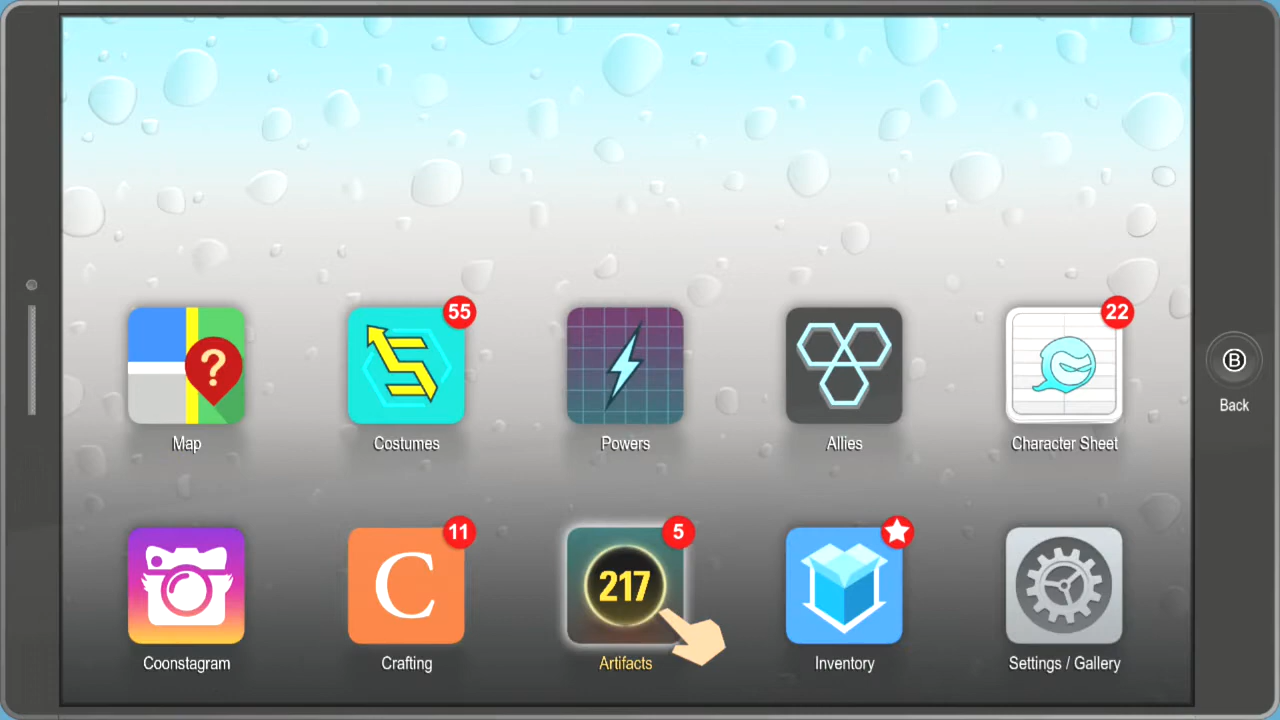 55
22
?
Map
Costumes
Powers
Allies
Character Sheet
B
Back
11
5
C
217
Coonstagram
Crafting
Artifacts
Inventory
Settings / Gallery